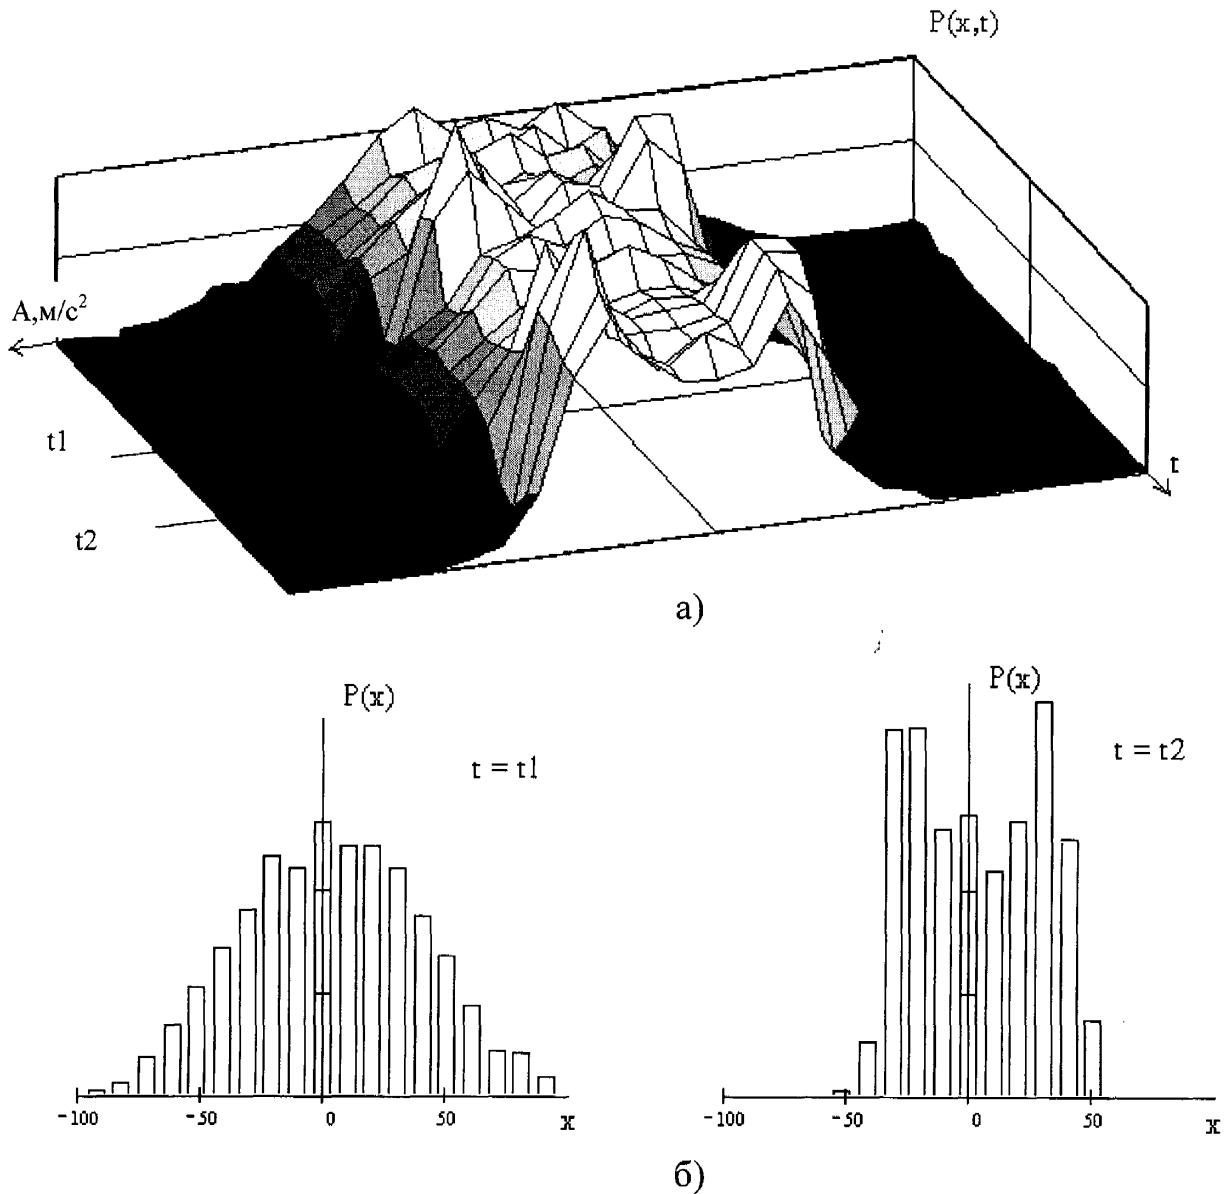 P(x,t)
A,м/с²
t1
t2
t
а)
P(x)
t = t1
-100
-50
0
50
x
P(x)
t = t2
-100
-50
0
50
x
б)